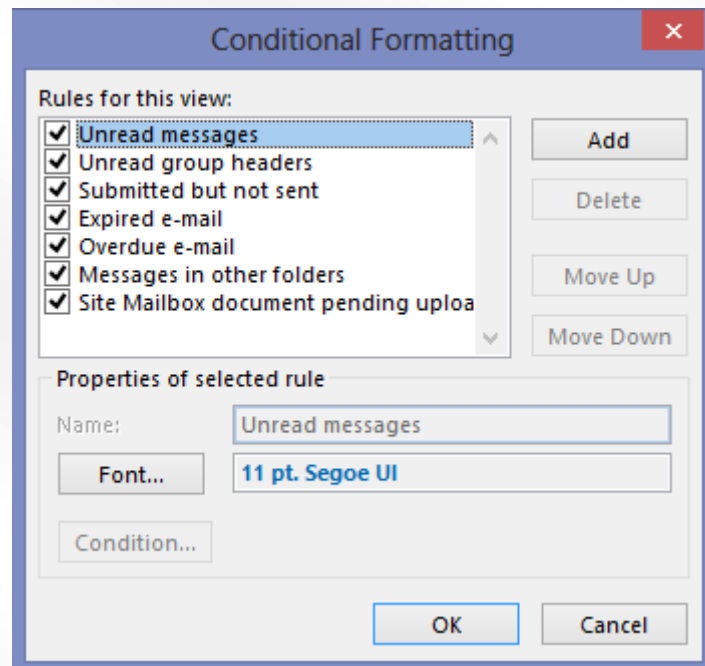 Conditional Formatting
Rules for this view:
Unread messages
Unread group headers
Submitted but not sent
Expired e-mail
Overdue e-mail
Messages in other folders
Site Mailbox document pending uploa
Add
Delete
Move Up
Move Down
Properties of selected rule
Name:
Unread messages
Font...
11 pt. Segoe UI
Condition...
OK
Cancel